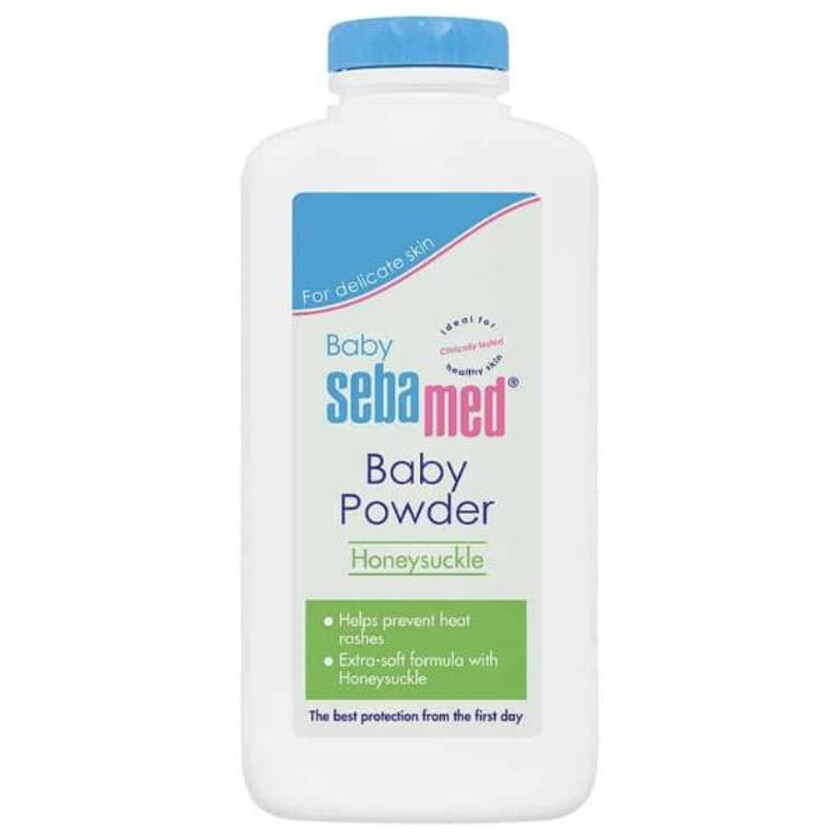 For delicate skin
Baby
ideal for
Clinically tested
healthy skin
sebamed®
Baby
Powder
Honeysuckle
• Helps prevent heat
rashes
• Extra-soft formula with
Honeysuckle
The best protection from the first day